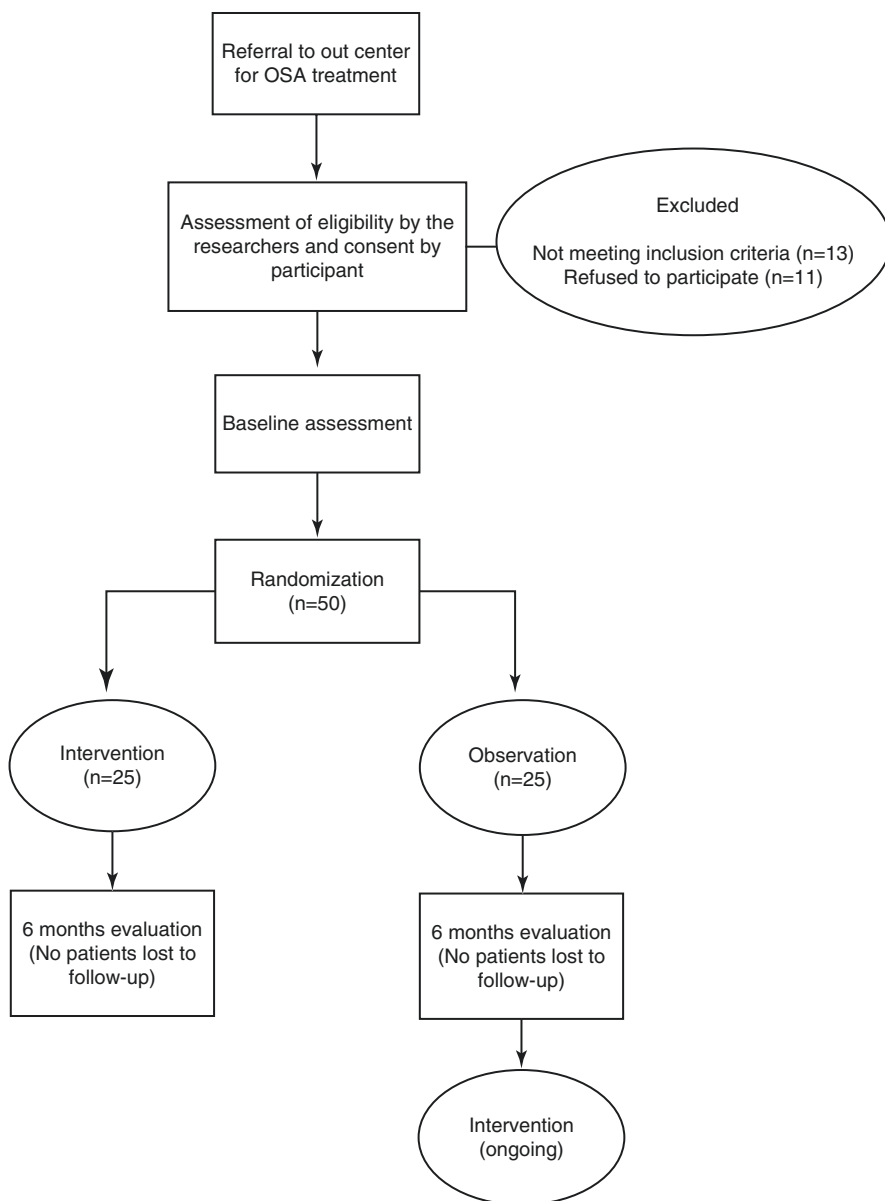 Referral to out center
for OSA treatment
Assessment of eligibility by the
researchers and consent by
participant
Excluded
Not meeting inclusion criteria (n=13)
Refused to participate (n=11)
Baseline assessment
Randomization
(n=50)
Intervention
(n=25)
Observation
(n=25)
6 months evaluation
(No patients lost to
follow-up)
6 months evaluation
(No patients lost to
follow-up)
Intervention
(ongoing)